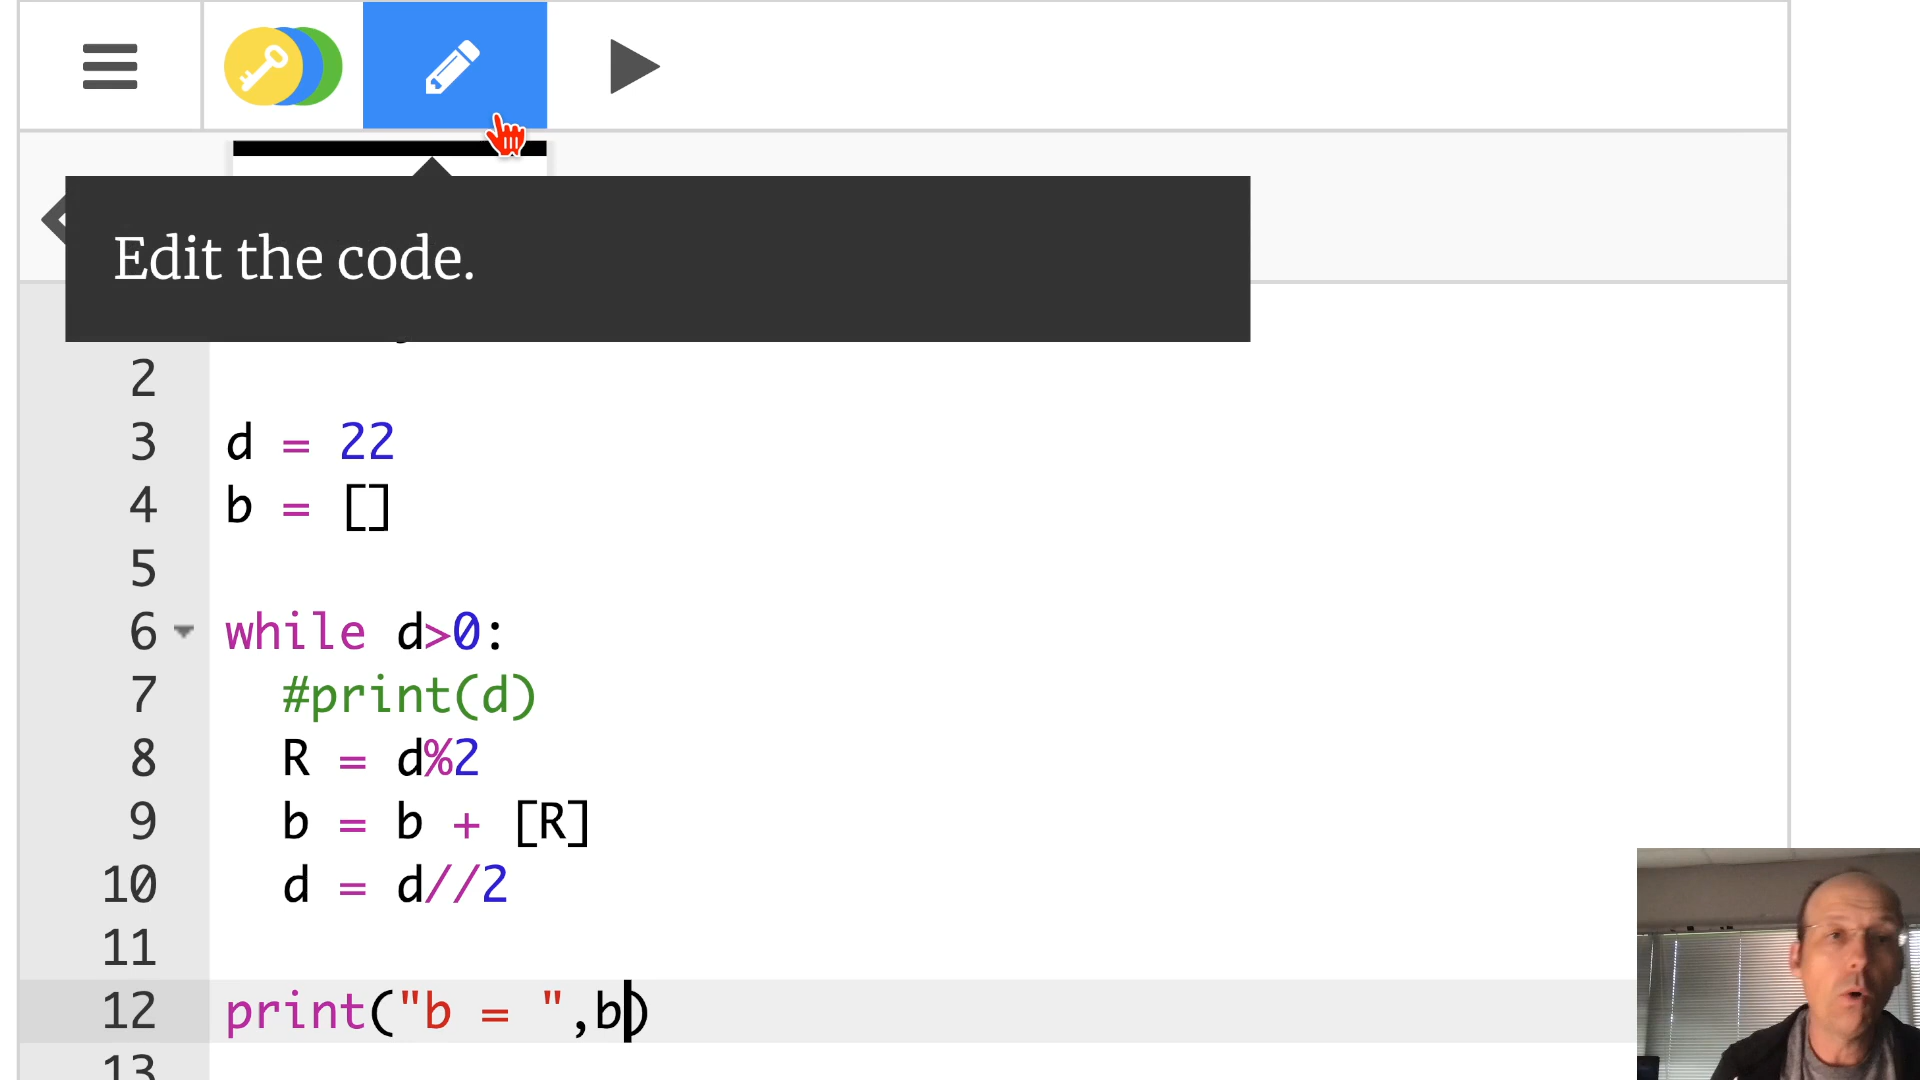 Edit the code.
2
3 d = 22
4 b = []
5
6 while d>0:
7 #print(d)
8 R = d%2
9 b = b + [R]
10 d = d//2
11
12 print("b = ",b)
13